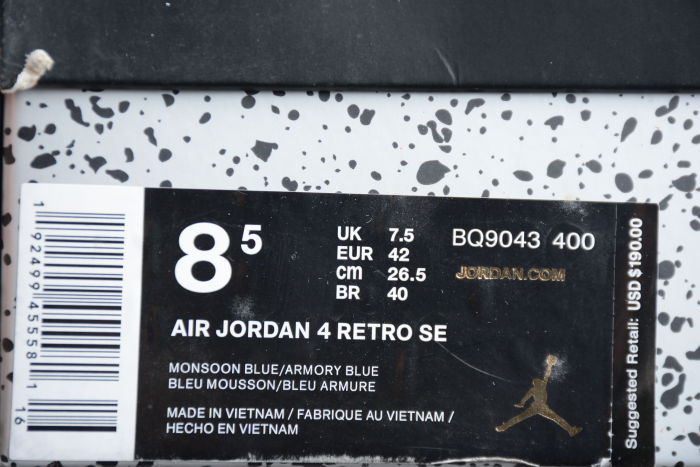 1 92499 45558 1
16
8 5
UK 7.5
EUR 42
cm 26.5
BR 40
BQ9043 400
JORDAN.COM
AIR JORDAN 4 RETRO SE
MONSOON BLUE/ARMORY BLUE
BLEU MOUSSON/BLEU ARMURE
MADE IN VIETNAM / FABRIQUE AU VIETNAM /
HECHO EN VIETNAM
Suggested Retail: USD $190.00